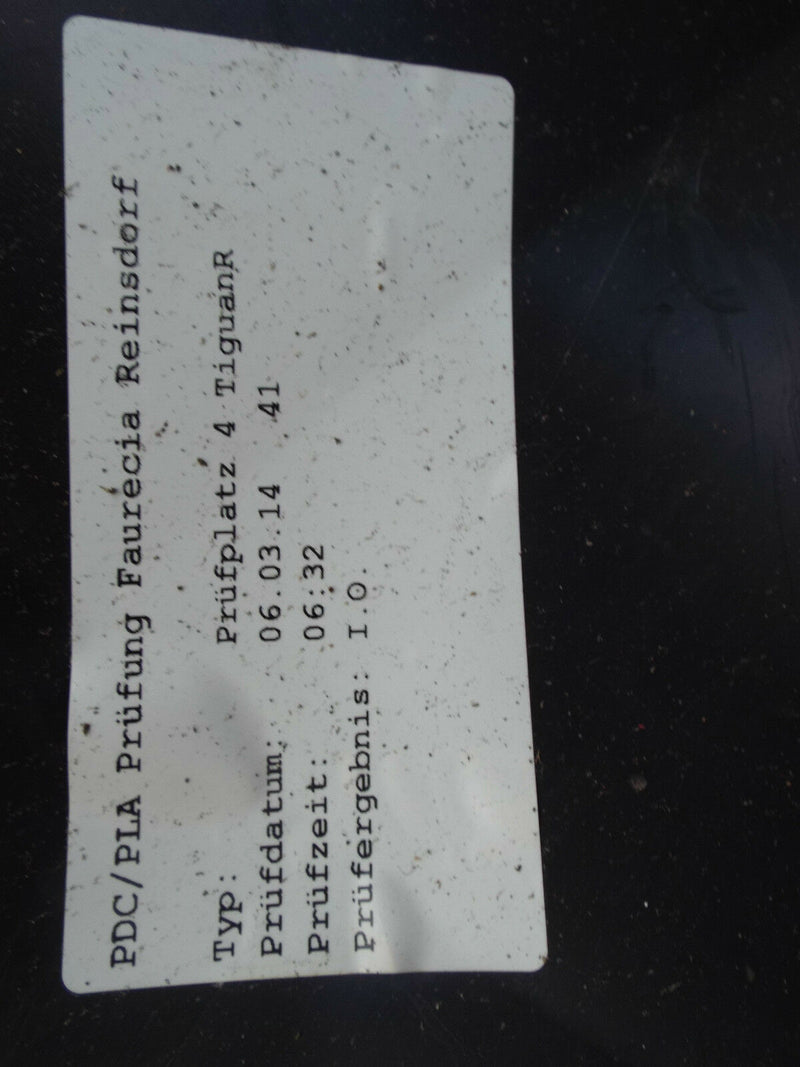 PDC/PLA Prüfung Faurecia Reinsdorf
Typ: Prüfplatz 4 TiguanR
Prüfdatum: 06.03.14 41
Prüfzeit: 06:32
Prüfergebnis: I.O.